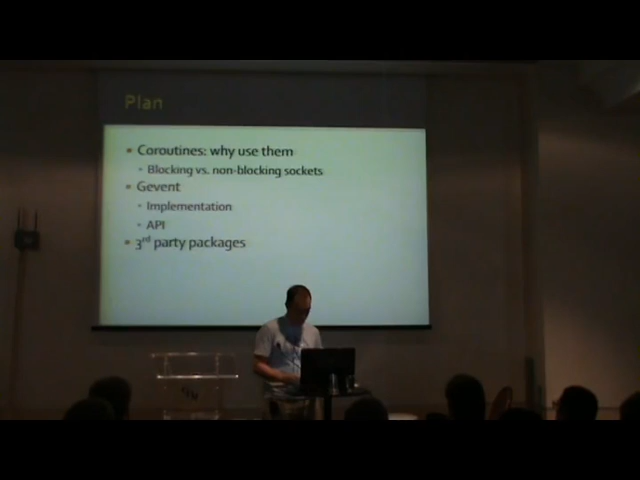 Plan
Coroutines: why use them
Blocking vs. non-blocking sockets
Gevent
Implementation
API
3rd party packages